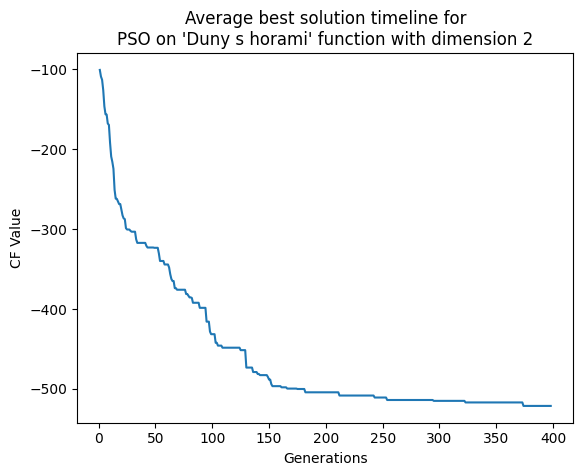 Average best solution timeline for
PSO on 'Duny s horami' function with dimension 2
CF Value
−100
−200
−300
−400
−500
0 50 100 150 200 250 300 350 400
Generations